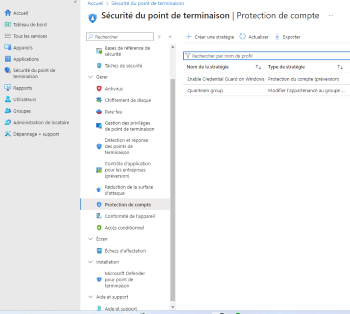 Accueil > Sécurité du point de terminaison
Sécurité du point de terminaison | Protection de compte ...
Accueil
Tableau de bord
Tous les services
Appareils
Applications
Sécurité du point de terminaison
Rapports
Utilisateurs
Groupes
Administration de locataire
Dépannage + support
Rechercher
Bases de référence de sécurité
Tâches de sécurité
Gérer
Antivirus
Chiffrement de disque
Pare-feu
Gestion des privilèges de point de terminaison
Détection et réponse des points de terminaison
Contrôle d'application pour les entreprises (préversion)
Réduction de la surface d'attaque
Protection de compte
Conformité de l'appareil
Accès conditionnel
Écran
Échecs d'affectation
Installation
Microsoft Defender pour point de terminaison
Aide et support
Aide et support
Créer une stratégie
Actualiser
Exporter
Rechercher par nom de profil
Nom de la stratégie
Type de stratégie
Enable Credential Guard on Windows
Protection du compte (préversion)
group
Modifier l'appartenance au groupe...